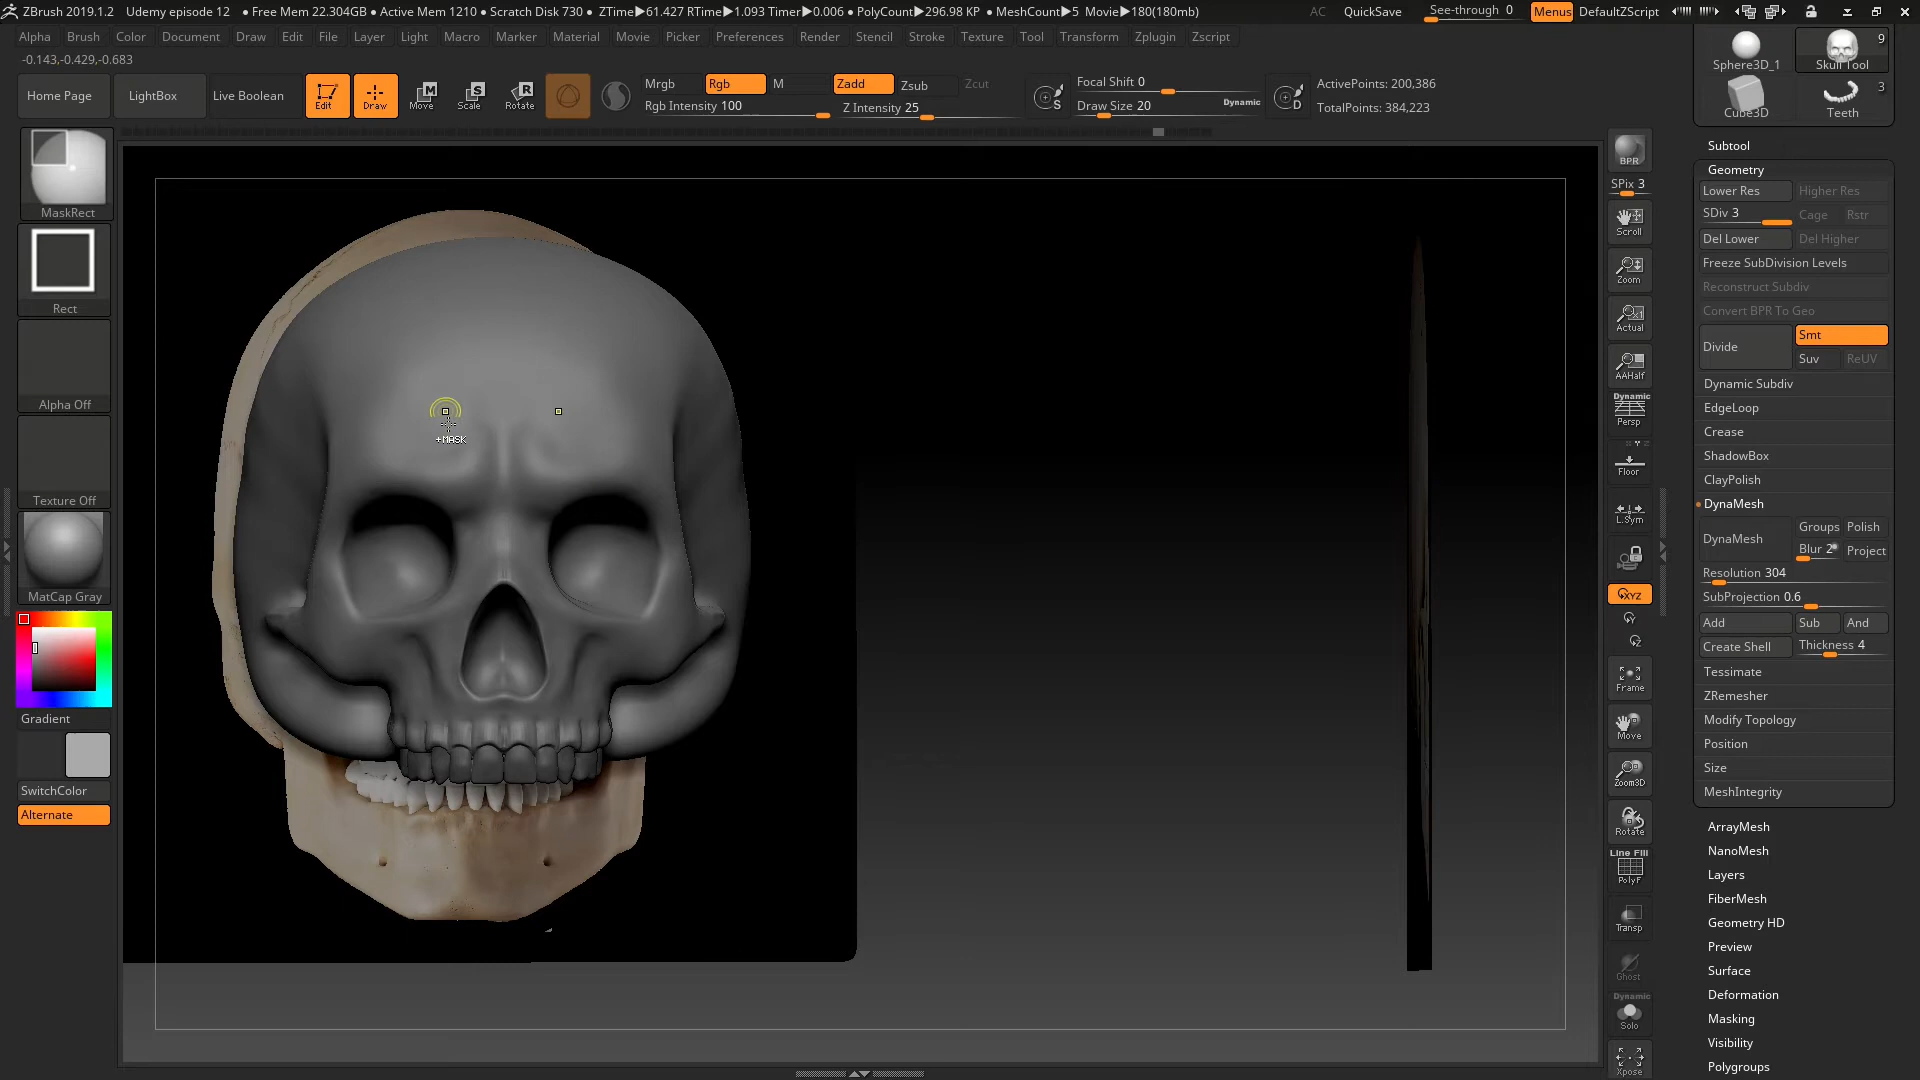 ZBrush 2019.1.2 Udemy episode 12 ● Free Mem 22.304GB ● Active Mem 1210 ● Scratch Disk 730 ● ZTime▶61.427 RTime▶1.093 Timer▶0.006 ● PolyCount▶296.98 KP ● MeshCount▶5 Movie▶180(180mb) AC QuickSave See-through 0 Menus DefaultZScript
Alpha Brush Color Document Draw Edit File Layer Light Macro Marker Material Movie Picker Preferences Render Stencil Stroke Texture Tool Transform Zplugin Zscript
-0.143,-0.429,-0.683
Home Page LightBox Live Boolean Edit Draw Move Scale Rotate
Mrgb Rgb M Zadd Zsub Zcut
Rgb Intensity 100 Z Intensity 25
S
Focal Shift 0
Draw Size 20 Dynamic
D
ActivePoints: 200,386
TotalPoints: 384,223
MaskRect
Rect
Alpha Off
Texture Off
MatCap Gray
Gradient
SwitchColor
Alternate
+MASK
BPR
SPix 3
Scroll
Zoom
Actual
AAHalf
Dynamic
Persp
Floor
L.Sym
XYZ
Y
Z
Frame
Move
Zoom3D
Rotate
Line Fill
PolyF
Transp
Ghost
Dynamic
Solo
Xpose
Sphere3D_1
9
Skull Tool
Cube3D
3
Teeth
Subtool
Geometry
Lower Res Higher Res
SDiv 3 Cage Rstr
Del Lower Del Higher
Freeze SubDivision Levels
Reconstruct Subdiv
Convert BPR To Geo
Divide Smt
Suv ReUV
Dynamic Subdiv
EdgeLoop
Crease
ShadowBox
ClayPolish
DynaMesh
DynaMesh Groups Polish
Blur 2 Project
Resolution 304
SubProjection 0.6
Add Sub And
Create Shell Thickness 4
Tessimate
ZRemesher
Modify Topology
Position
Size
MeshIntegrity
ArrayMesh
NanoMesh
Layers
FiberMesh
Geometry HD
Preview
Surface
Deformation
Masking
Visibility
Polygroups